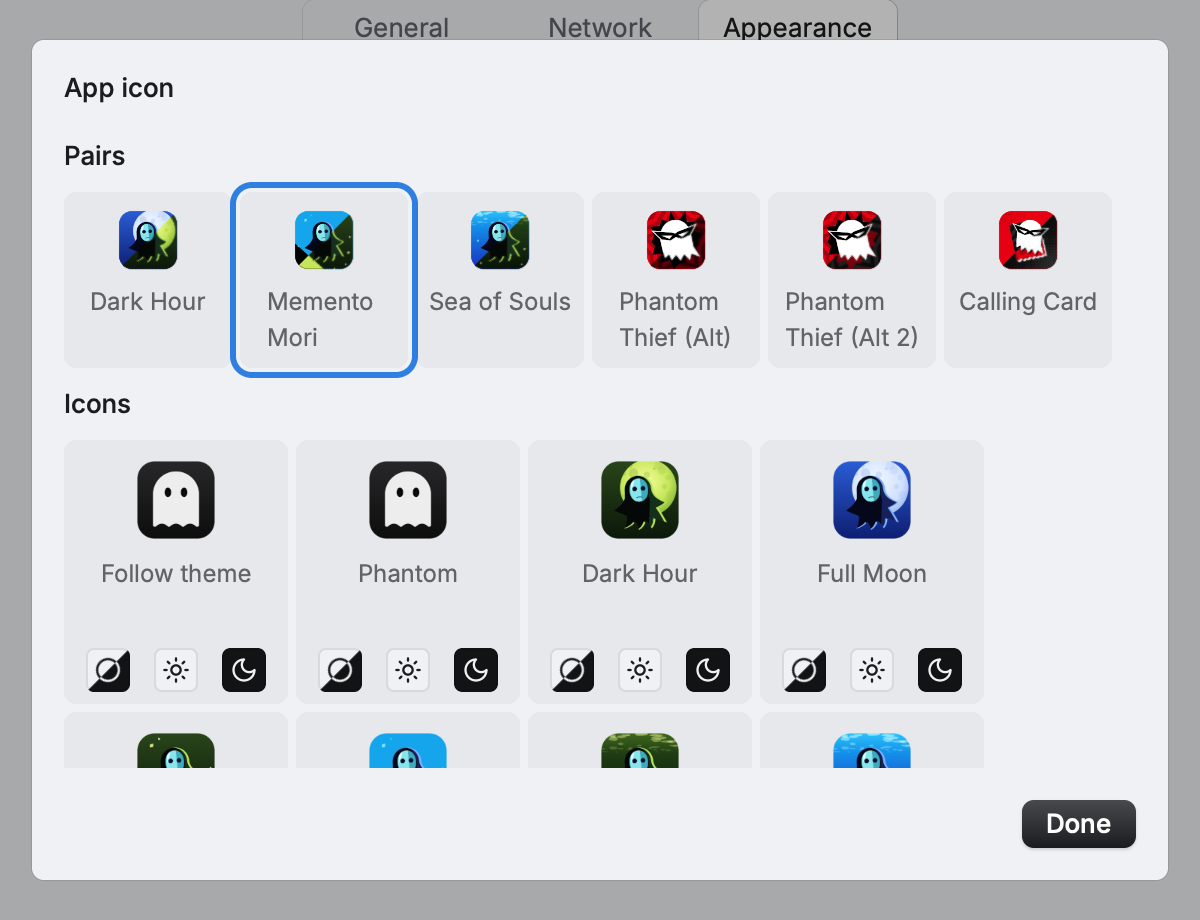 General
Network
Appearance
App icon
Pairs
Dark Hour
Memento
Mori
Sea of Souls
Phantom
Thief (Alt)
Phantom
Thief (Alt 2)
Calling Card
Icons
Follow theme
Phantom
Dark Hour
Full Moon
Done